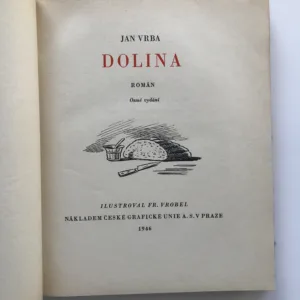 JAN VRBA
DOLINA
ROMÁN
Osmé vydání
ILUSTROVAL FR. VROBEL
NÁKLADEM ČESKÉ GRAFICKÉ UNIE A. S. V PRAZE
1946